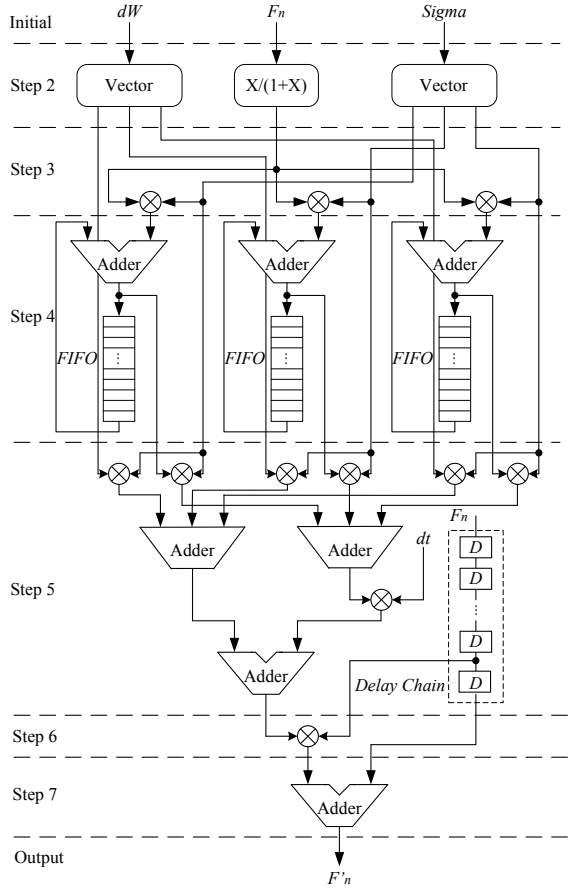 Initial
dW
Fn
Sigma
Step 2
Vector
X/(1+X)
Vector
Step 3
Adder
Adder
Adder
Step 4
FIFO
FIFO
FIFO
Adder
Adder
Fn
dt
D
D
Step 5
D
Adder
Delay Chain
D
Step 6
Step 7
Adder
Output
F'n